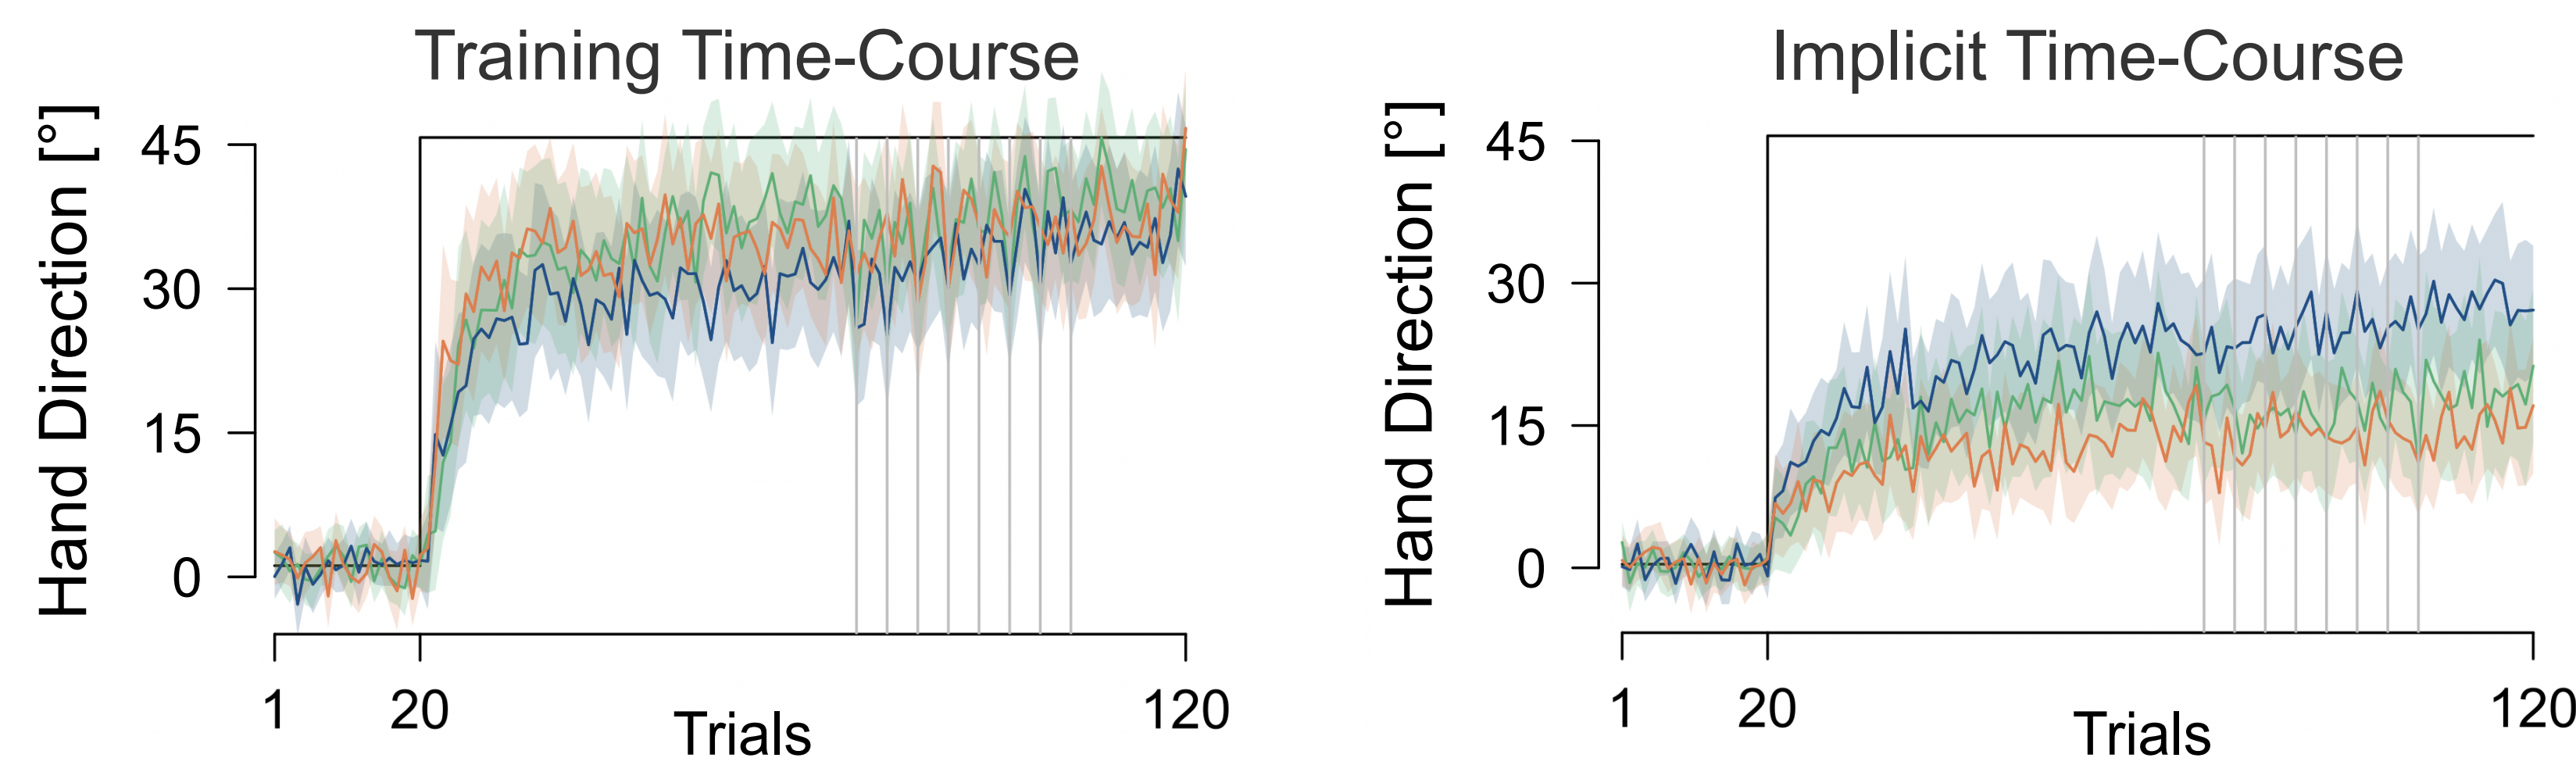 Training Time-Course
Hand Direction [°]
45
30
15
0
1 20 120
Trials
Implicit Time-Course
Hand Direction [°]
45
30
15
0
1 20 120
Trials